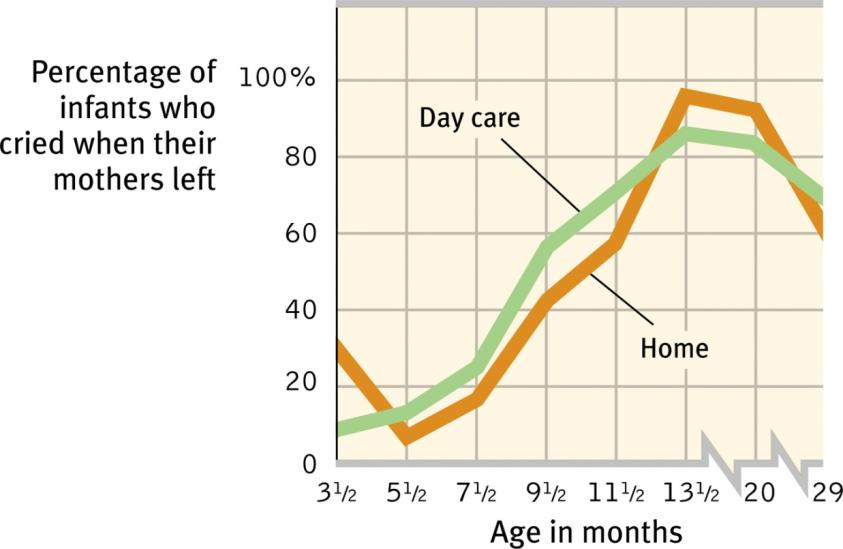 Percentage of
infants who
cried when their
mothers left
100%
80
60
40
20
0
Day care
Home
3½ 5½ 7½ 9½ 11½ 13½ 20 29
Age in months